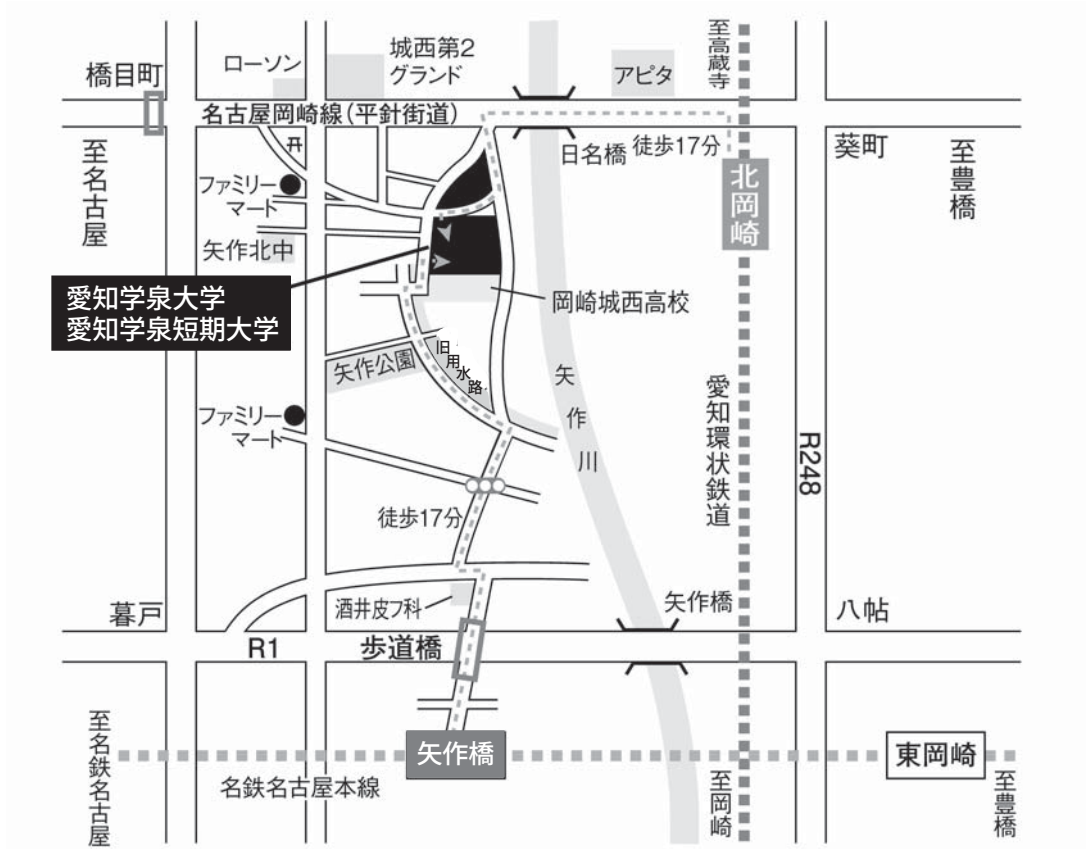 至高蔵寺
城西第2
グランド
ローソン
アピタ
橋目町
名古屋岡崎線(平針街道)
日名橋
徒歩17分
葵町
至名古屋
至豊橋
北岡崎
ファミリー
マート
矢作北中
愛知学泉大学
愛知学泉短期大学
岡崎城西高校
旧用水路
矢作公園
矢作川
愛知環状鉄道
R248
ファミリー
マート
徒歩17分
酒井皮フ科
矢作橋
暮戸
八帖
R1
歩道橋
至名鉄名古屋
矢作橋
東岡崎
名鉄名古屋本線
至岡崎
至豊橋